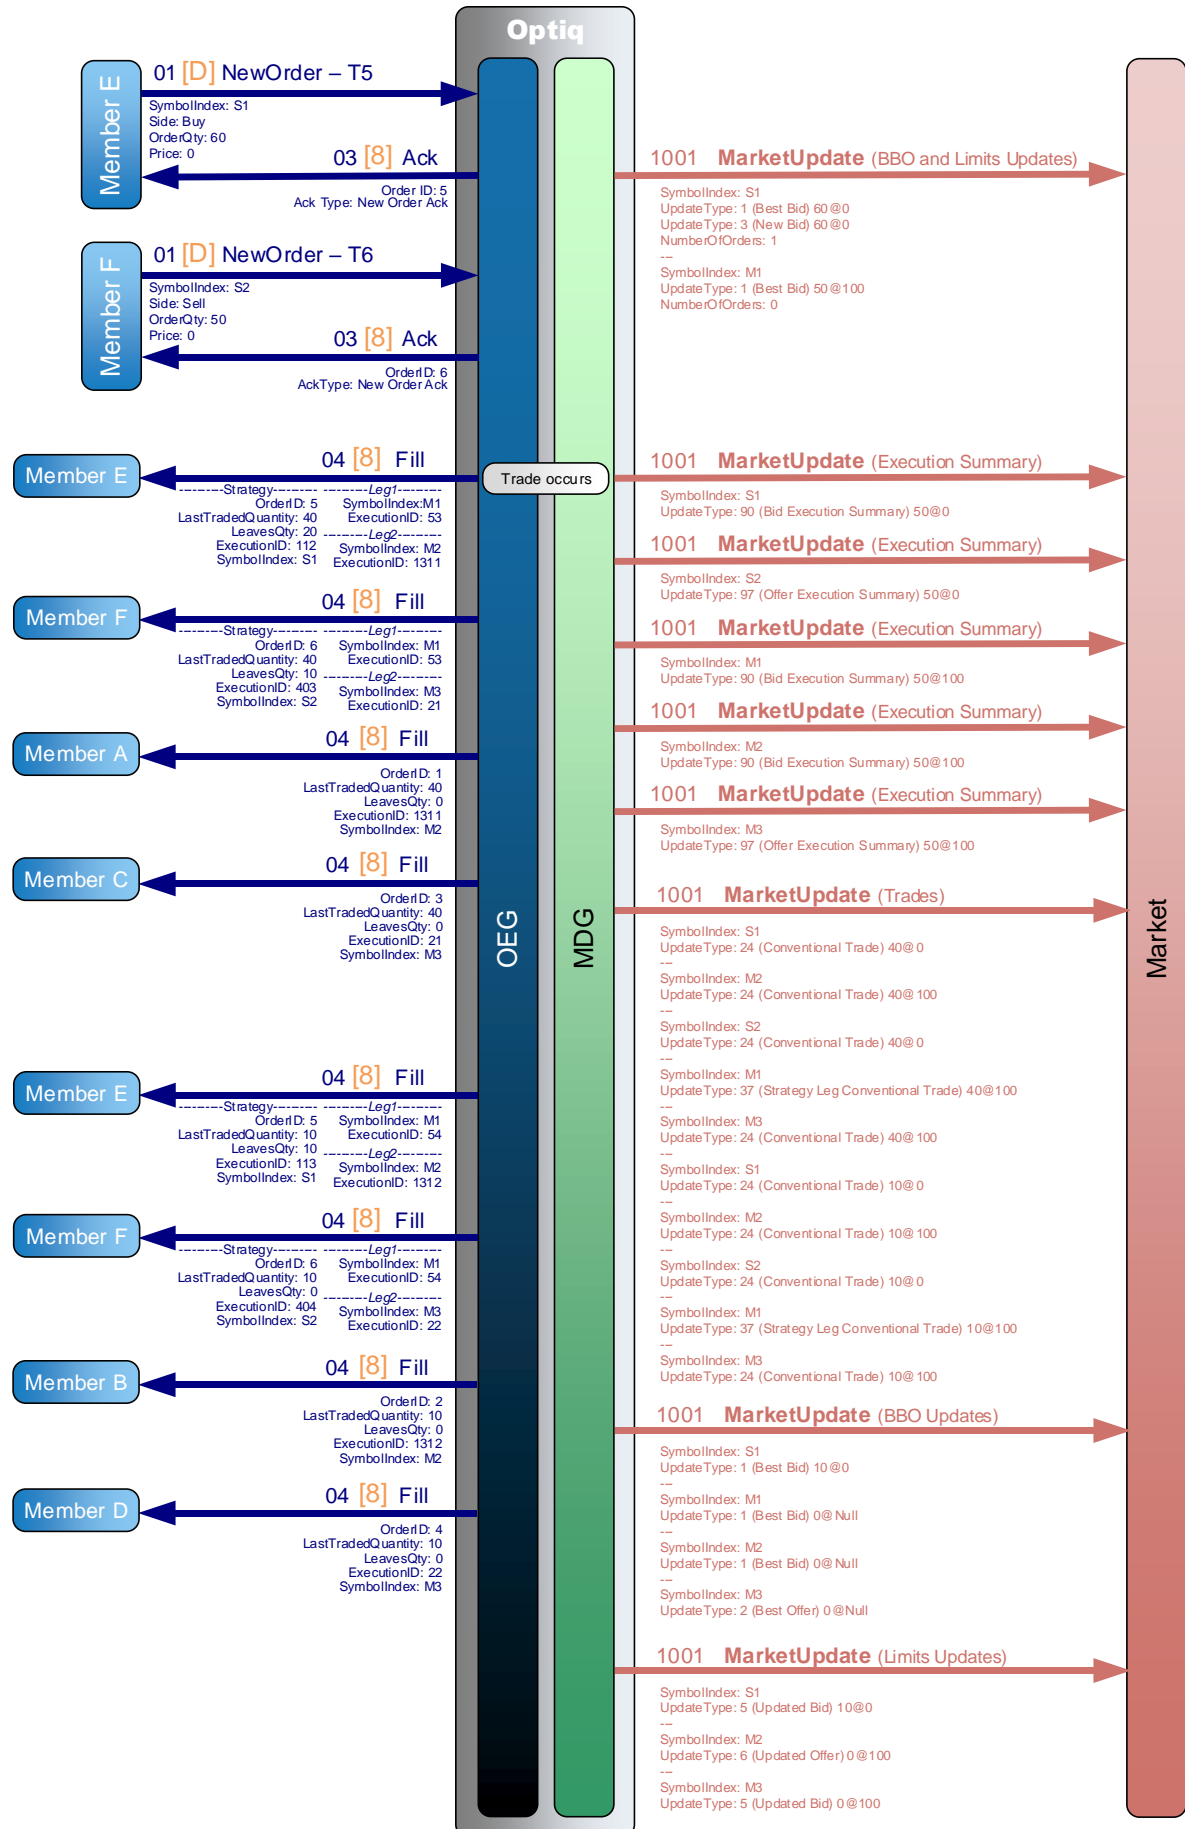 Optiq
Member E
01 [D] NewOrder – T5
SymbolIndex: S1
Side: Buy
OrderQty: 60
Price: 0
03 [8] Ack
Order ID: 5
Ack Type: New Order Ack
Member F
01 [D] NewOrder – T6
SymbolIndex: S2
Side: Sell
OrderQty: 50
Price: 0
03 [8] Ack
OrderID: 6
AckType: New Order Ack
Member E
04 [8] Fill
----------Strategy---------
OrderID: 5
LastTradedQuantity: 40
LeavesQty: 20
ExecutionID: 112
SymbolIndex: S1
----------Leg1----------
SymbolIndex:M1
ExecutionID: 53
----------Leg2----------
SymbolIndex: M2
ExecutionID: 1311
Member F
04 [8] Fill
----------Strategy---------
OrderID: 6
LastTradedQuantity: 40
LeavesQty: 10
ExecutionID: 403
SymbolIndex: S2
----------Leg1----------
SymbolIndex: M1
ExecutionID: 53
----------Leg2----------
SymbolIndex: M3
ExecutionID: 21
Member A
04 [8] Fill
OrderID: 1
LastTradedQuantity: 40
LeavesQty: 0
ExecutionID: 1311
SymbolIndex: M2
Member C
04 [8] Fill
OrderID: 3
LastTradedQuantity: 40
LeavesQty: 0
ExecutionID: 21
SymbolIndex: M3
Member E
04 [8] Fill
----------Strategy---------
OrderID: 5
LastTradedQuantity: 10
LeavesQty: 10
ExecutionID: 113
SymbolIndex: S1
----------Leg1----------
SymbolIndex: M1
ExecutionID: 54
----------Leg2----------
SymbolIndex: M2
ExecutionID: 1312
Member F
04 [8] Fill
----------Strategy---------
OrderID: 6
LastTradedQuantity: 10
LeavesQty: 0
ExecutionID: 404
SymbolIndex: S2
----------Leg1----------
SymbolIndex: M1
ExecutionID: 54
----------Leg2----------
SymbolIndex: M3
ExecutionID: 22
Member B
04 [8] Fill
OrderID: 2
LastTradedQuantity: 10
LeavesQty: 0
ExecutionID: 1312
SymbolIndex: M2
Member D
04 [8] Fill
OrderID: 4
LastTradedQuantity: 10
LeavesQty: 0
ExecutionID: 22
SymbolIndex: M3
OEG
MDG
Trade occurs
1001 MarketUpdate (BBO and Limits Updates)
SymbolIndex: S1
UpdateType: 1 (Best Bid) 60@0
UpdateType: 3 (New Bid) 60@0
NumberOfOrders: 1
---
SymbolIndex: M1
UpdateType: 1 (Best Bid) 50@100
NumberOfOrders: 0
1001 MarketUpdate (Execution Summary)
SymbolIndex: S1
UpdateType: 90 (Bid Execution Summary) 50@0
1001 MarketUpdate (Execution Summary)
SymbolIndex: S2
UpdateType: 97 (Offer Execution Summary) 50@0
1001 MarketUpdate (Execution Summary)
SymbolIndex: M1
UpdateType: 90 (Bid Execution Summary) 50@100
1001 MarketUpdate (Execution Summary)
SymbolIndex: M2
UpdateType: 90 (Bid Execution Summary) 50@100
1001 MarketUpdate (Execution Summary)
SymbolIndex: M3
UpdateType: 97 (Offer Execution Summary) 50@100
1001 MarketUpdate (Trades)
SymbolIndex: S1
UpdateType: 24 (Conventional Trade) 40@0
---
SymbolIndex: M2
UpdateType: 24 (Conventional Trade) 40@100
---
SymbolIndex: S2
UpdateType: 24 (Conventional Trade) 40@0
---
SymbolIndex: M1
UpdateType: 37 (Strategy Leg Conventional Trade) 40@100
---
SymbolIndex: M3
UpdateType: 24 (Conventional Trade) 40@100
---
SymbolIndex: S1
UpdateType: 24 (Conventional Trade) 10@0
---
SymbolIndex: M2
UpdateType: 24 (Conventional Trade) 10@100
---
SymbolIndex: S2
UpdateType: 24 (Conventional Trade) 10@0
---
SymbolIndex: M1
UpdateType: 37 (Strategy Leg Conventional Trade) 10@100
---
SymbolIndex: M3
UpdateType: 24 (Conventional Trade) 10@100
1001 MarketUpdate (BBO Updates)
SymbolIndex: S1
UpdateType: 1 (Best Bid) 10@0
---
SymbolIndex: M1
UpdateType: 1 (Best Bid) 0@Null
---
SymbolIndex: M2
UpdateType: 1 (Best Bid) 0@Null
---
SymbolIndex: M3
UpdateType: 2 (Best Offer) 0@Null
1001 MarketUpdate (Limits Updates)
SymbolIndex: S1
UpdateType: 5 (Updated Bid) 10@0
---
SymbolIndex: M2
UpdateType: 6 (Updated Offer) 0@100
---
SymbolIndex: M3
UpdateType: 5 (Updated Bid) 0@100
Market